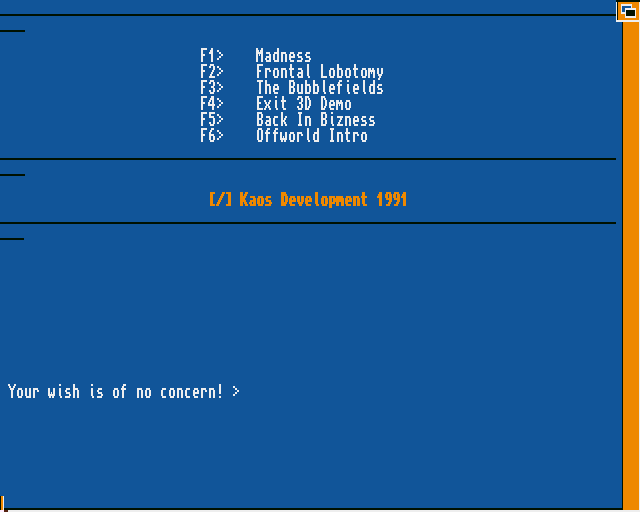 F1> Madness
F2> Frontal Lobotomy
F3> The Bubblefields
F4> Exit 3D Demo
F5> Back In Bizness
F6> Offworld Intro
[/] Kaos Development 1991
Your wish is of no concern! >